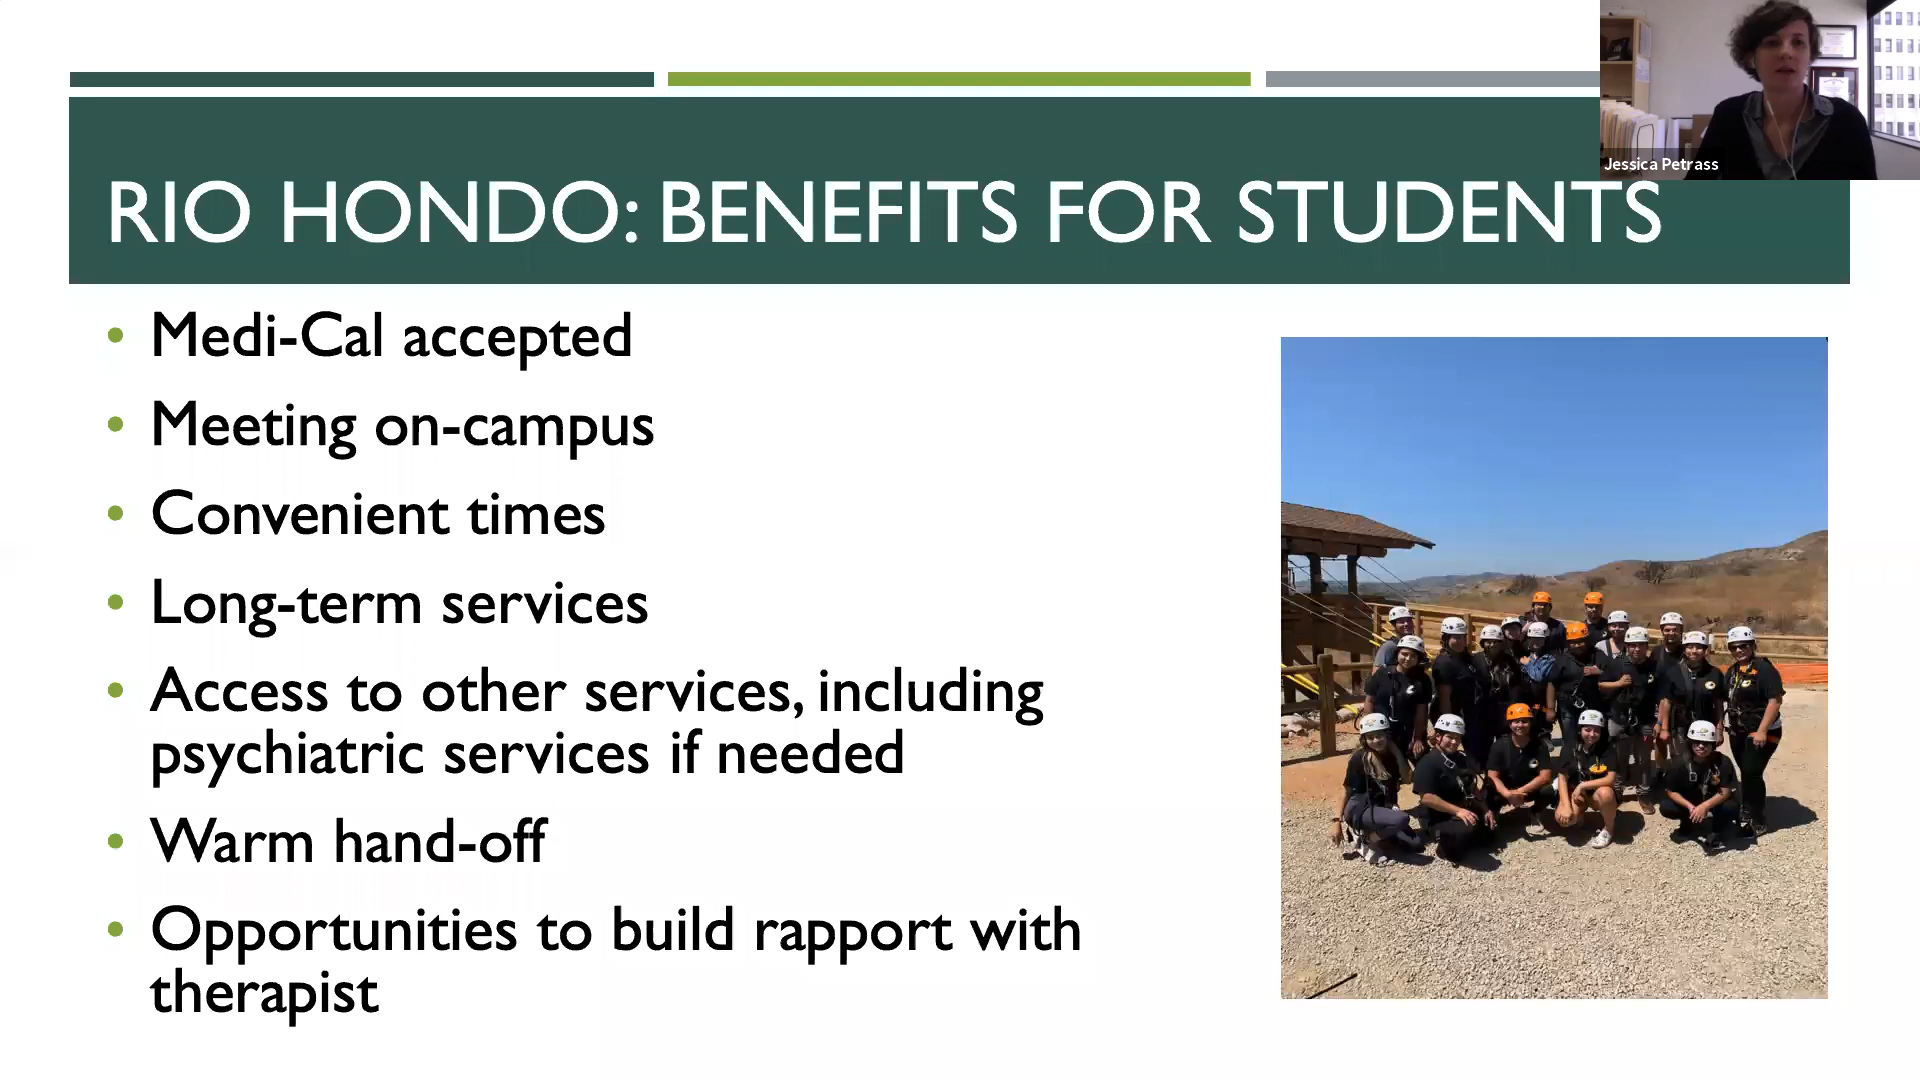 Jessica Petrass
RIO HONDO: BENEFITS FOR STUDENTS
• Medi-Cal accepted
• Meeting on-campus
• Convenient times
• Long-term services
• Access to other services, including
psychiatric services if needed
• Warm hand-off
• Opportunities to build rapport with
therapist